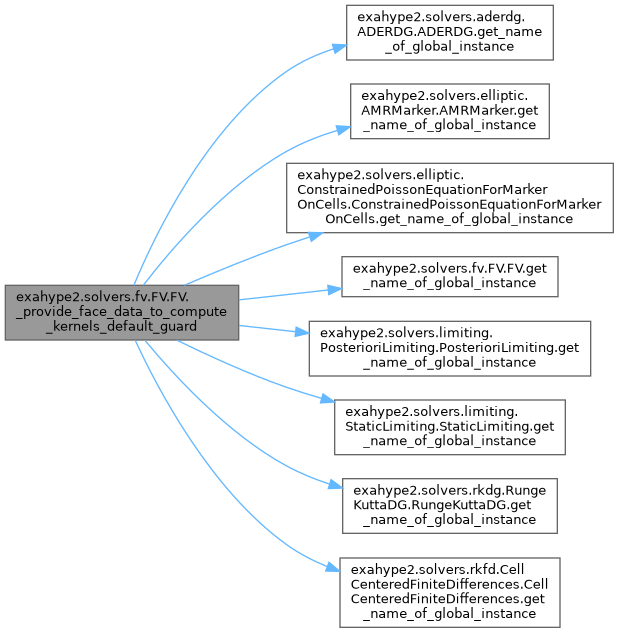 exahype2.solvers.aderdg.
ADERDG.ADERDG.get_name
_of_global_instance
exahype2.solvers.elliptic.
AMRMarker.AMRMarker.get
_name_of_global_instance
exahype2.solvers.elliptic.
ConstrainedPoissonEquationForMarker
OnCells.ConstrainedPoissonEquationForMarker
OnCells.get_name_of_global_instance
exahype2.solvers.fv.FV.FV.get
_name_of_global_instance
exahype2.solvers.fv.FV.FV.
_provide_face_data_to_compute
_kernels_default_guard
exahype2.solvers.limiting.
PosterioriLimiting.PosterioriLimiting.get
_name_of_global_instance
exahype2.solvers.limiting.
StaticLimiting.StaticLimiting.get
_name_of_global_instance
exahype2.solvers.rkdg.Runge
KuttaDG.RungeKuttaDG.get
_name_of_global_instance
exahype2.solvers.rkfd.Cell
CenteredFiniteDifferences.Cell
CenteredFiniteDifferences.get
_name_of_global_instance